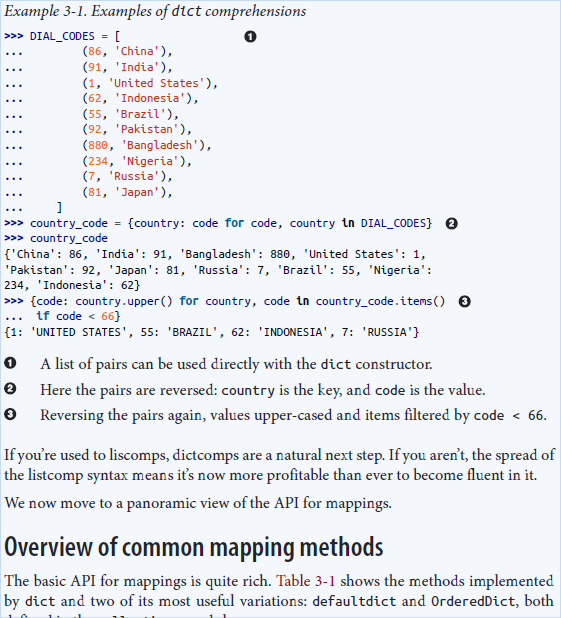 Example 3-1. Examples of dict comprehensions
>>> DIAL_CODES = [ ❶
... (86, 'China'),
... (91, 'India'),
... (1, 'United States'),
... (62, 'Indonesia'),
... (55, 'Brazil'),
... (92, 'Pakistan'),
... (880, 'Bangladesh'),
... (234, 'Nigeria'),
... (7, 'Russia'),
... (81, 'Japan'),
... ]
>>> country_code = {country: code for code, country in DIAL_CODES} ❷
>>> country_code
{'China': 86, 'India': 91, 'Bangladesh': 880, 'United States': 1,
'Pakistan': 92, 'Japan': 81, 'Russia': 7, 'Brazil': 55, 'Nigeria':
234, 'Indonesia': 62}
>>> {code: country.upper() for country, code in country_code.items() ❸
... if code < 66}
{1: 'UNITED STATES', 55: 'BRAZIL', 62: 'INDONESIA', 7: 'RUSSIA'}
❶ A list of pairs can be used directly with the dict constructor.
❷ Here the pairs are reversed: country is the key, and code is the value.
❸ Reversing the pairs again, values upper-cased and items filtered by code < 66.
If you're used to liscomps, dictcomps are a natural next step. If you aren't, the spread of
the listcomp syntax means it's now more profitable than ever to become fluent in it.
We now move to a panoramic view of the API for mappings.
Overview of common mapping methods
The basic API for mappings is quite rich. Table 3-1 shows the methods implemented
by dict and two of its most useful variations: defaultdict and OrderedDict, both